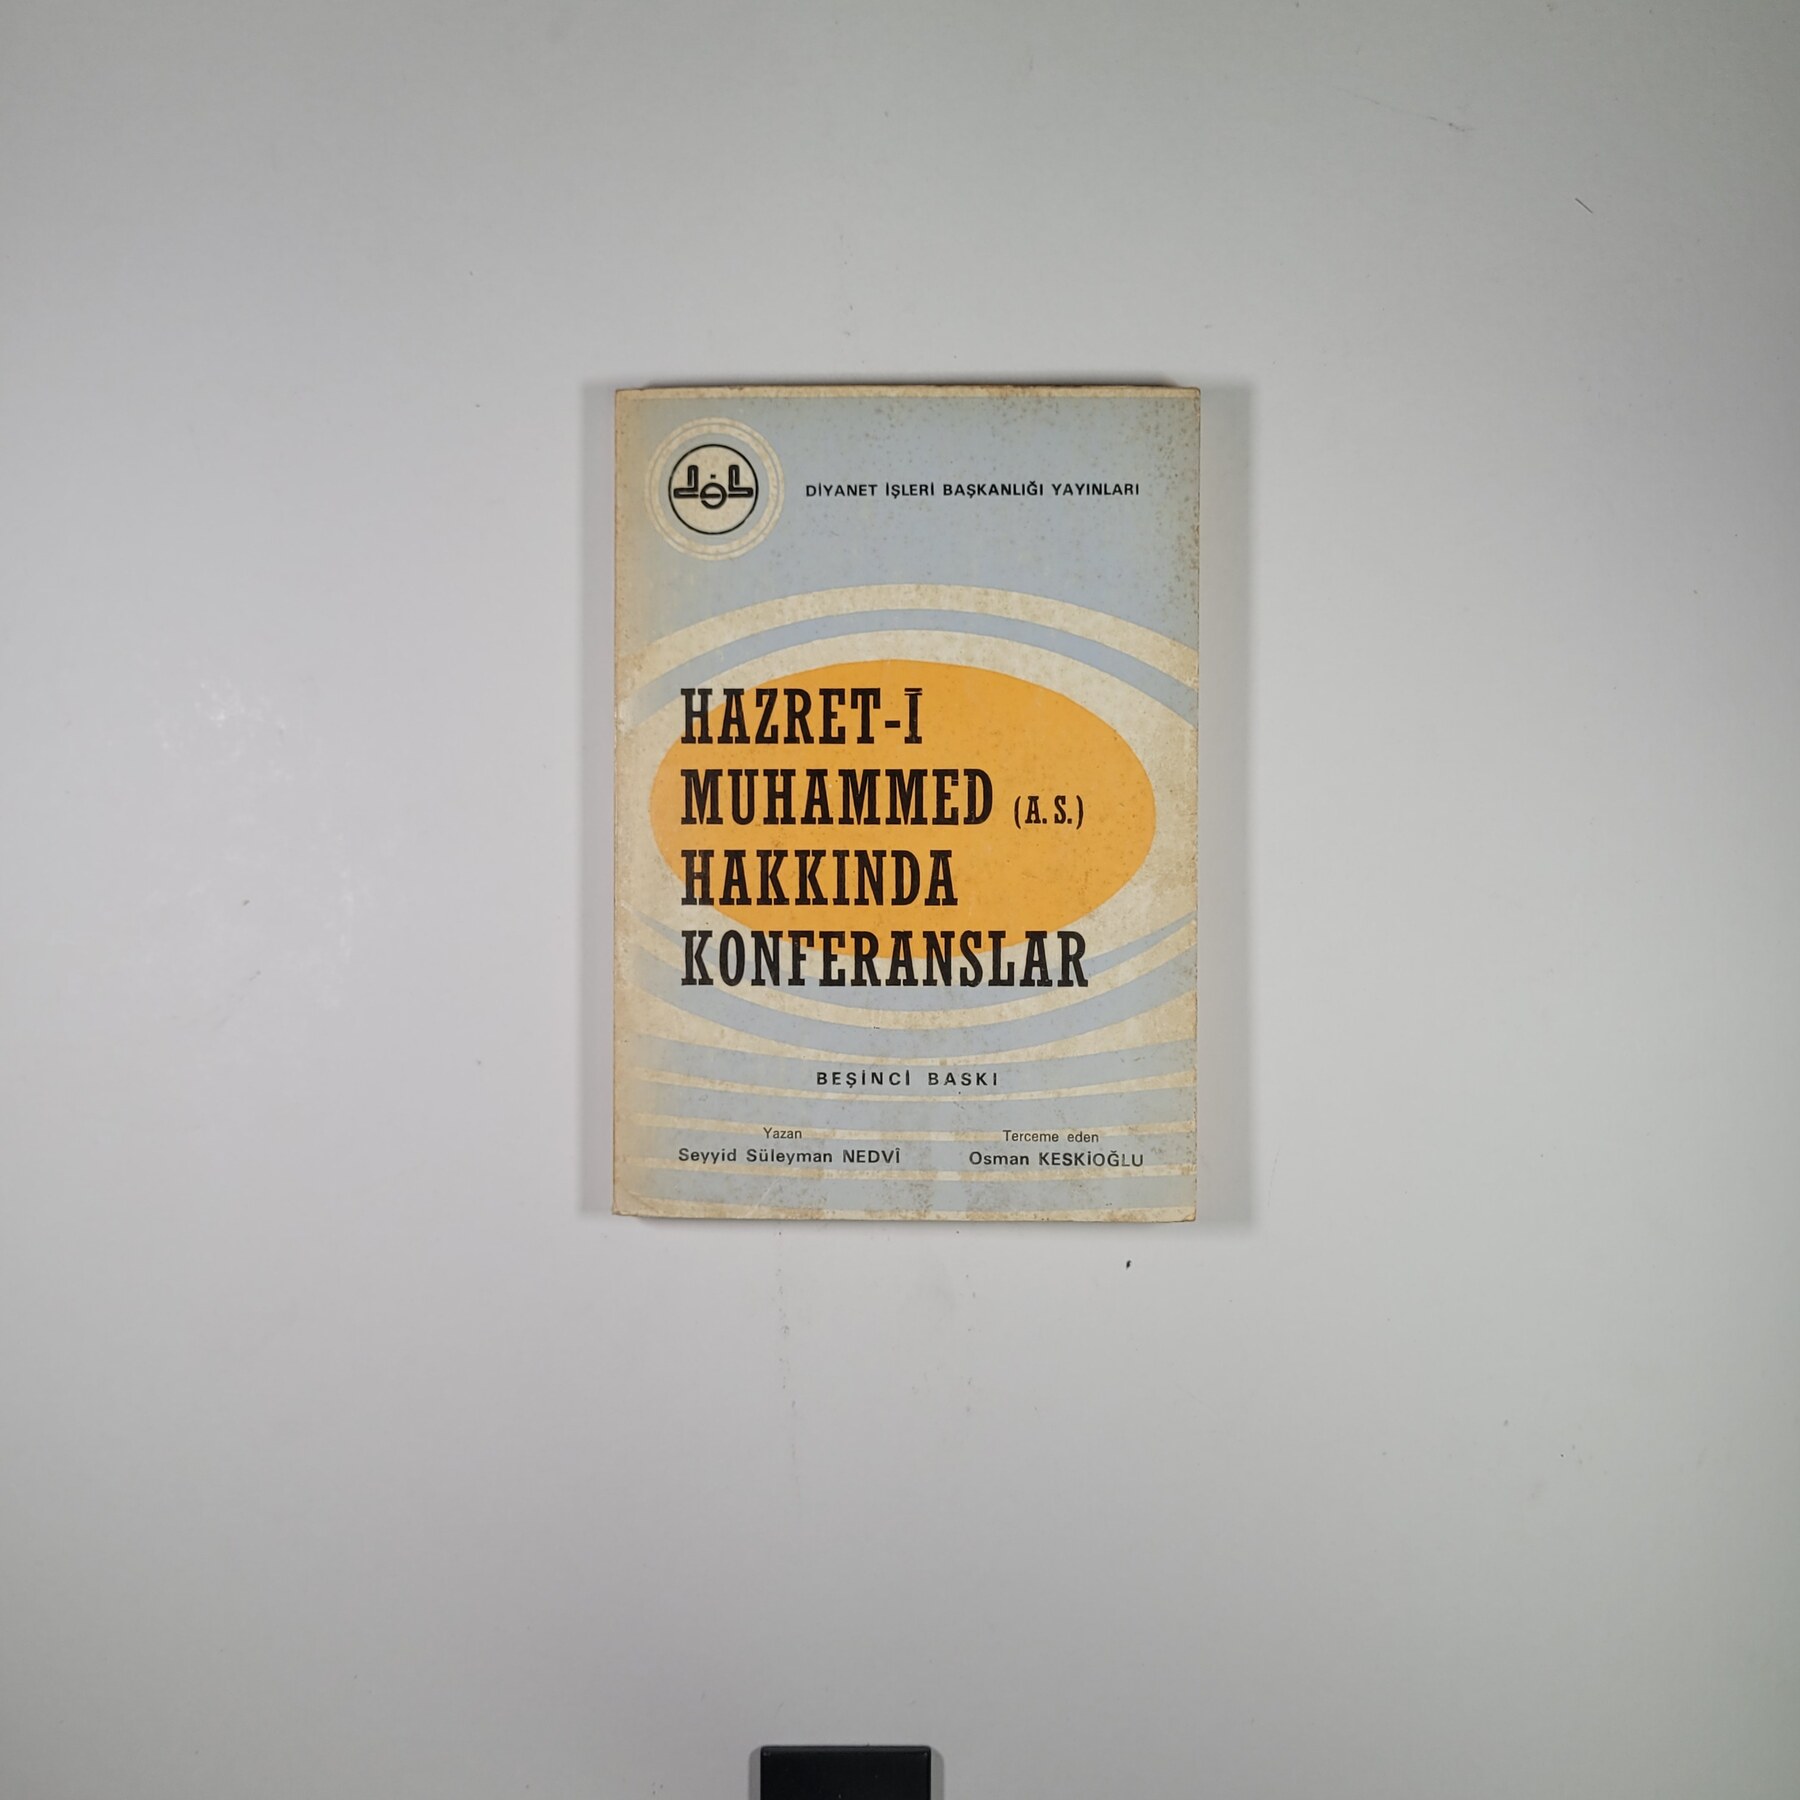 DİYANET İŞLERİ BAŞKANLIĞI YAYINLARI
HAZRET-İ
MUHAMMED (A. S.)
HAKKINDA
KONFERANSLAR
BEŞİNCİ BASKI
Yazan
Seyyid Süleyman NEDVÎ
Terceme eden
Osman KESKİOĞLU